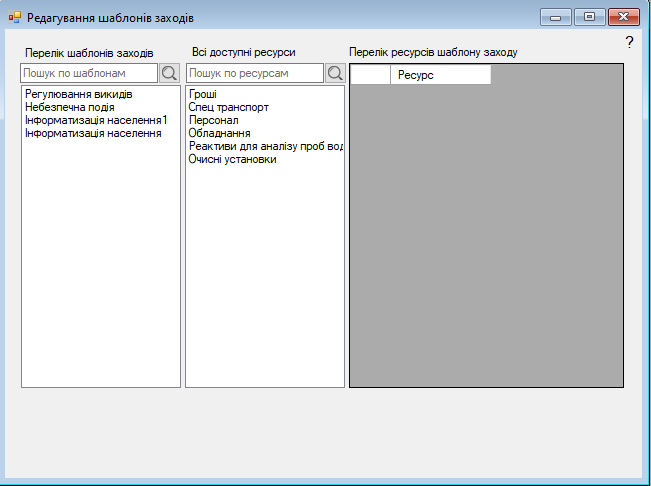 Редагування шаблонів заходів
?
Перелік шаблонів заходів
Всі доступні ресурси
Перелік ресурсів шаблону заходу
Пошук по шаблонам
Пошук по ресурсам
Ресурс
Регулювання викидів
Небезпечна подія
Інформатизація населення1
Інформатизація населення
Гроші
Спец транспорт
Персонал
Обладнання
Реактиви для аналізу проб вод
Очисні установки